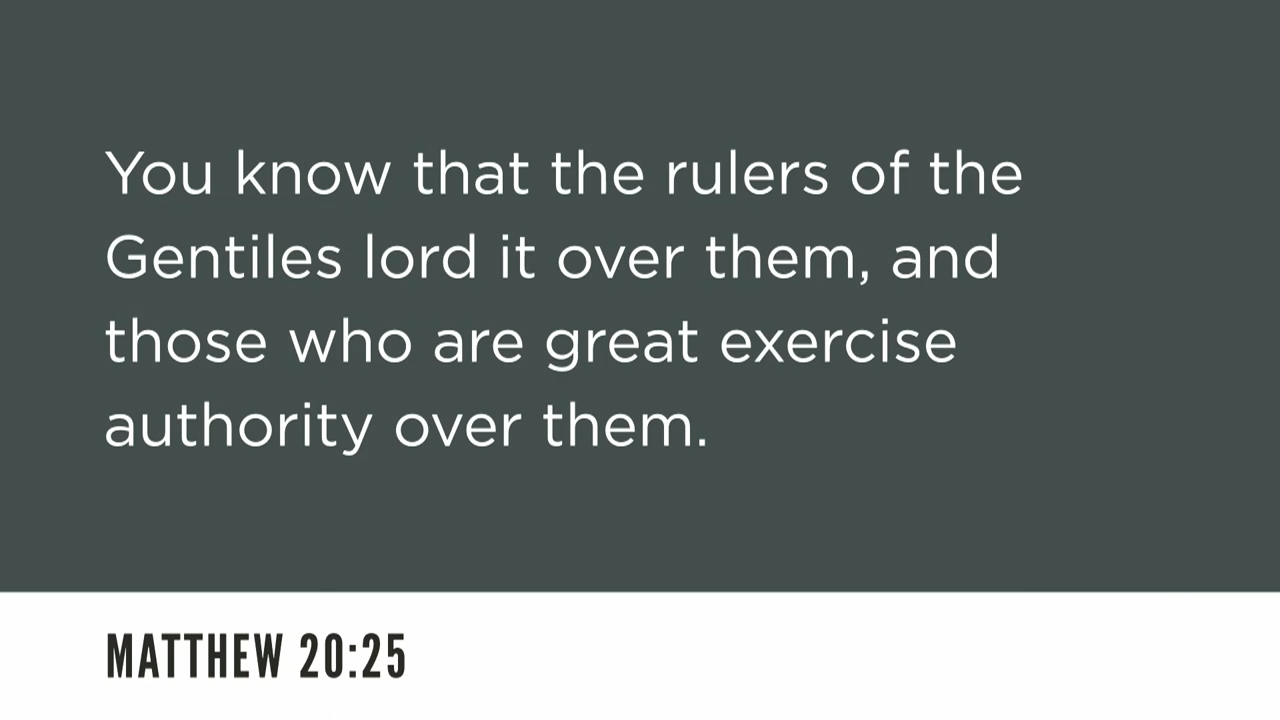 You know that the rulers of the
Gentiles lord it over them, and
those who are great exercise
authority over them.
MATTHEW 20:25